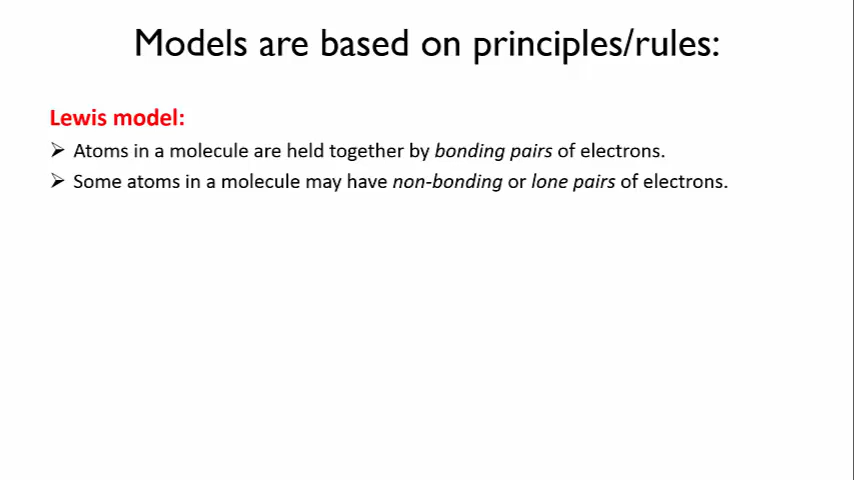 Models are based on principles/rules:
Lewis model:
➢ Atoms in a molecule are held together by bonding pairs of electrons.
➢ Some atoms in a molecule may have non-bonding or lone pairs of electrons.